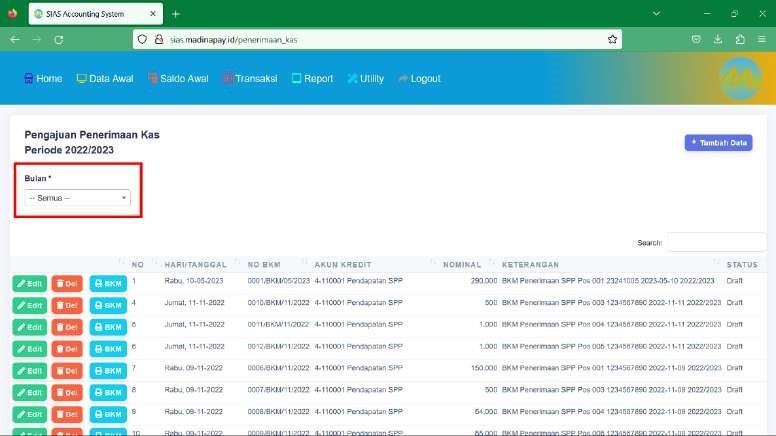 SIAS Accounting System
sias.madinapay.id/penerimaan_kas
Home Data Awal Saldo Awal Transaksi Report Utility Logout
Pengajuan Penerimaan Kas
Periode 2022/2023
+ Tambah Data
Bulan *
-- Semua --
Search:
NO HARI/TANGGAL NO BKM AKUN KREDIT NOMINAL KETERANGAN STATUS
Edit Del BKM 1 Rabu, 10-05-2023 0001/BKM/05/2023 4-110001 Pendapatan SPP 290.000 BKM Penerimaan SPP Pos 001 23241005 2023-05-10 2022/2023 Draft
Edit Del BKM 4 Jumat, 11-11-2022 0010/BKM/11/2022 4-110001 Pendapatan SPP 500 BKM Penerimaan SPP Pos 003 1234567890 2022-11-11 2022/2023 Draft
Edit Del BKM 5 Jumat, 11-11-2022 0011/BKM/11/2022 4-110001 Pendapatan SPP 1.000 BKM Penerimaan SPP Pos 004 1234567890 2022-11-11 2022/2023 Draft
Edit Del BKM 6 Jumat, 11-11-2022 0012/BKM/11/2022 4-110001 Pendapatan SPP 1.000 BKM Penerimaan SPP Pos 005 1234567890 2022-11-11 2022/2023 Draft
Edit Del BKM 7 Rabu, 09-11-2022 0006/BKM/11/2022 4-110001 Pendapatan SPP 150.000 BKM Penerimaan SPP Pos 001 1234567890 2022-11-09 2022/2023 Draft
Edit Del BKM 8 Rabu, 09-11-2022 0007/BKM/11/2022 4-110001 Pendapatan SPP 500 BKM Penerimaan SPP Pos 003 1234567890 2022-11-09 2022/2023 Draft
Edit Del BKM 9 Rabu, 09-11-2022 0008/BKM/11/2022 4-110001 Pendapatan SPP 54.000 BKM Penerimaan SPP Pos 004 1234567890 2022-11-09 2022/2023 Draft
Edit Del BKM 10 Rabu, 09-11-2022 0009/BKM/11/2022 4-110001 Pendapatan SPP BKM Penerimaan SPP Pos 1234567890 2022-11-09 2022/2023 Draft